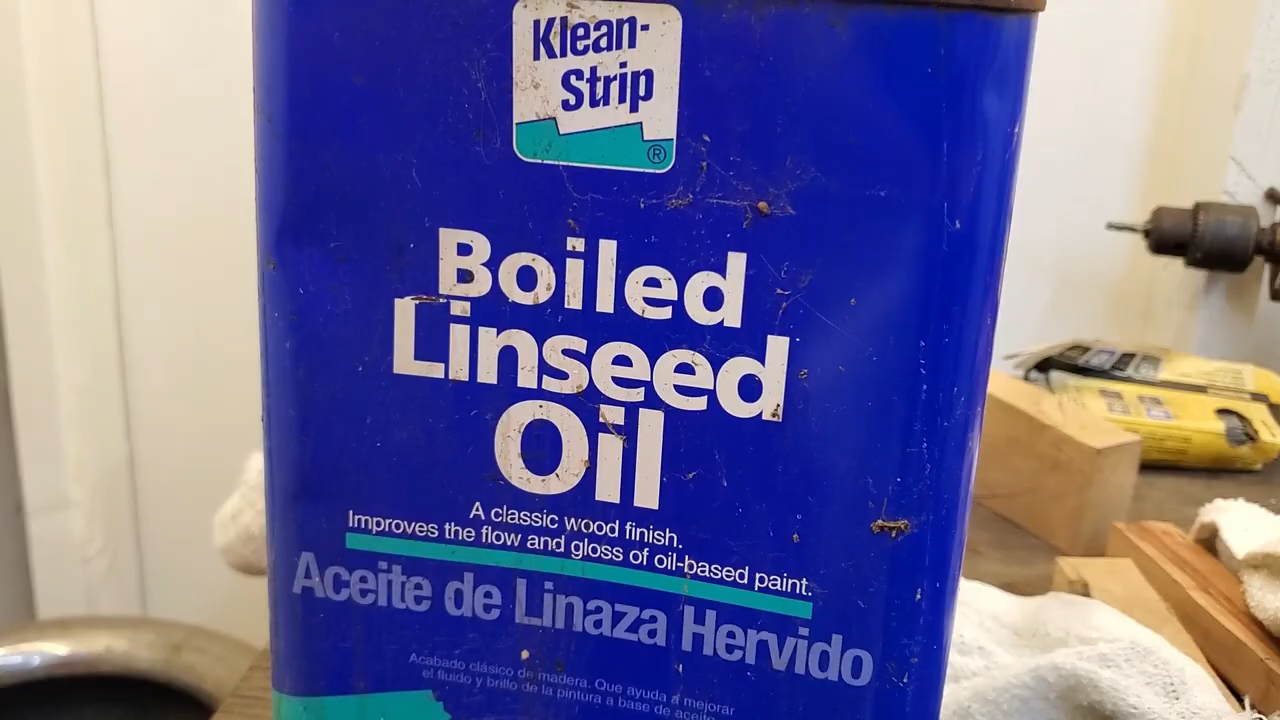 Klean-
Strip
®
Boiled
Linseed
Oil
A classic wood finish.
Improves the flow and gloss of oil-based paint.
Aceite de Linaza Hervido
Acabado clásico de madera. Que ayuda a mejorar
el fluido y brillo de la pintura a base de aceite.